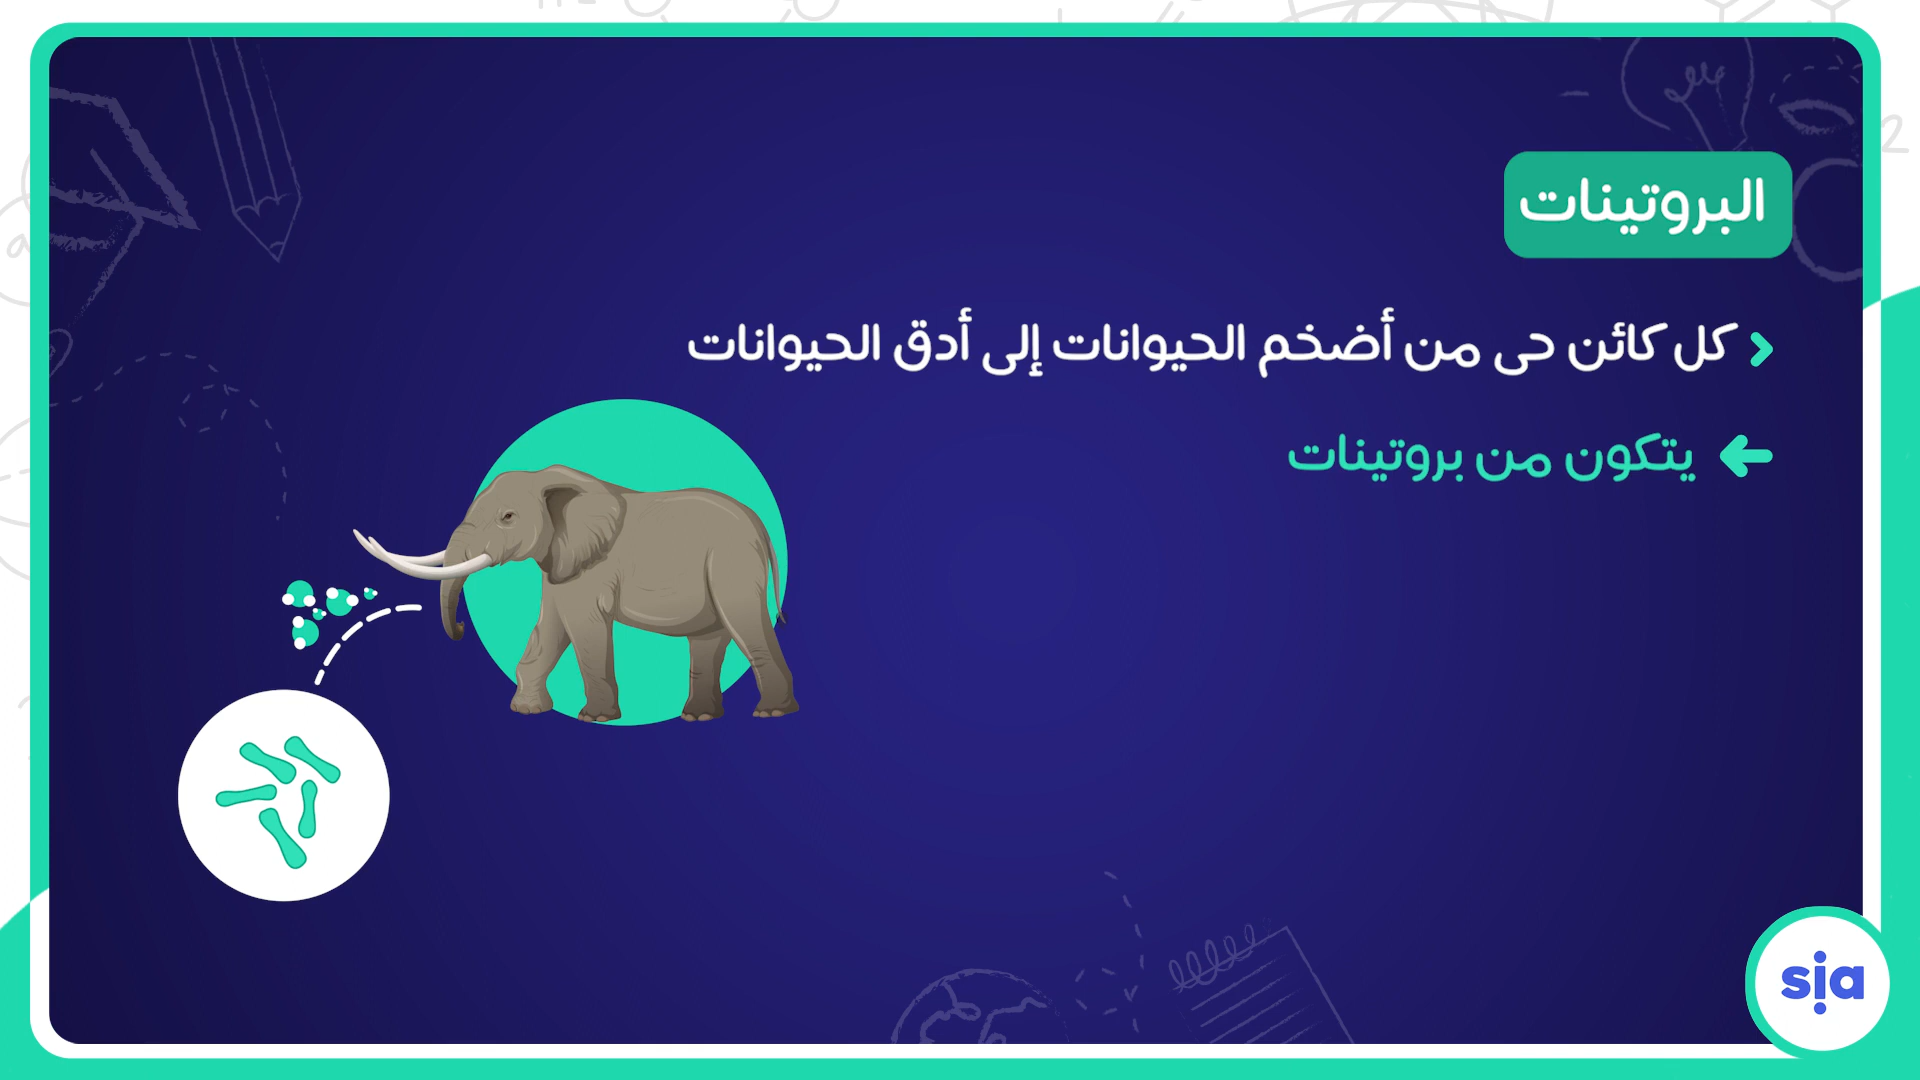 البروتينات
كل كائن حى من أضخم الحيوانات إلى أدق الحيوانات
يتكون من بروتينات
sia